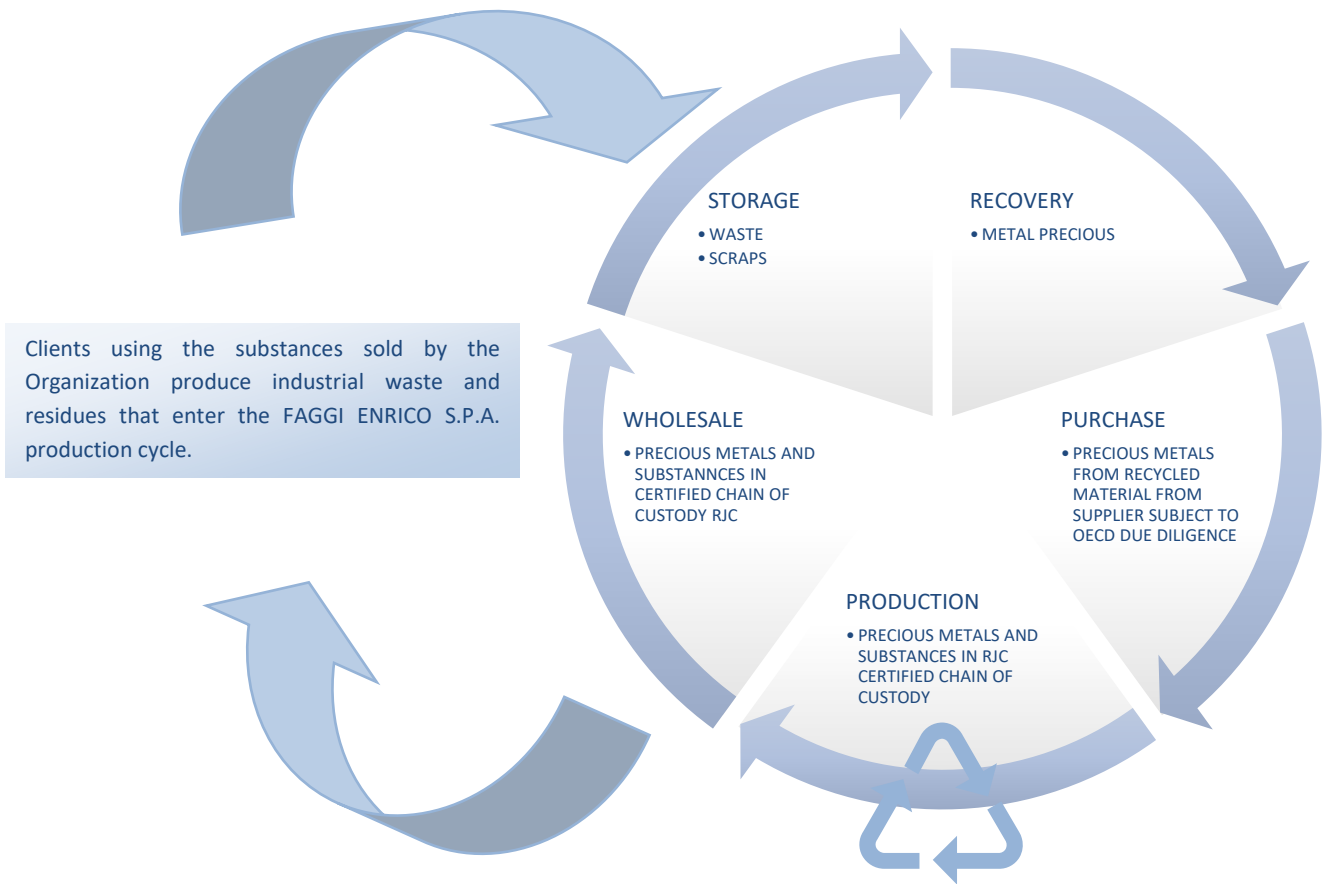 STORAGE
• WASTE
• SCRAPS
RECOVERY
• METAL PRECIOUS
Clients using the substances sold by the
Organization produce industrial waste and
residues that enter the FAGGI ENRICO S.P.A.
production cycle.
WHOLESALE
• PRECIOUS METALS AND
SUBSTANNCES IN
CERTIFIED CHAIN OF
CUSTODY RJC
PURCHASE
• PRECIOUS METALS
FROM RECYCLED
MATERIAL FROM
SUPPLIER SUBJECT TO
OECD DUE DILIGENCE
PRODUCTION
• PRECIOUS METALS AND
SUBSTANCES IN RJC
CERTIFIED CHAIN OF
CUSTODY